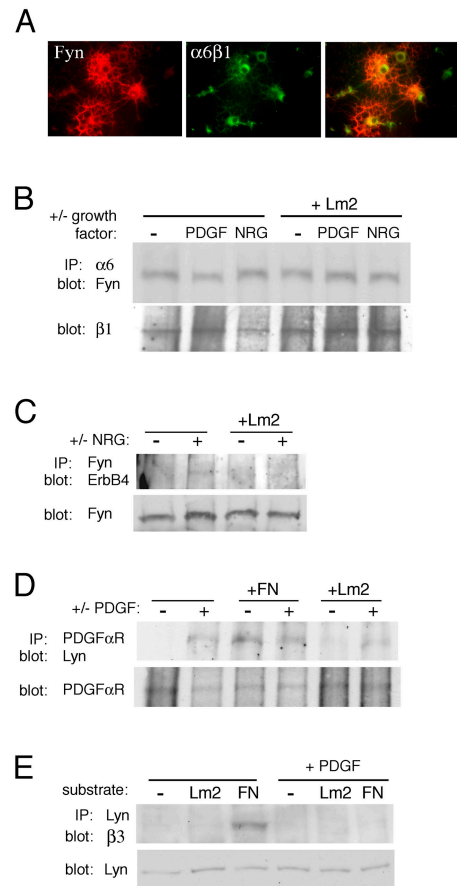 A
Fyn α6β1
B
+ Lm2
+/- growth
factor: - PDGF NRG - PDGF NRG
IP: α6
blot: Fyn
blot: β1
C
+Lm2
+/- NRG: - + - +
IP: Fyn
blot: ErbB4
blot: Fyn
D
+FN +Lm2
+/- PDGF: - + - + - +
IP: PDGFαR
blot: Lyn
blot: PDGFαR
E
+ PDGF
substrate: - Lm2 FN - Lm2 FN
IP: Lyn
blot: β3
blot: Lyn